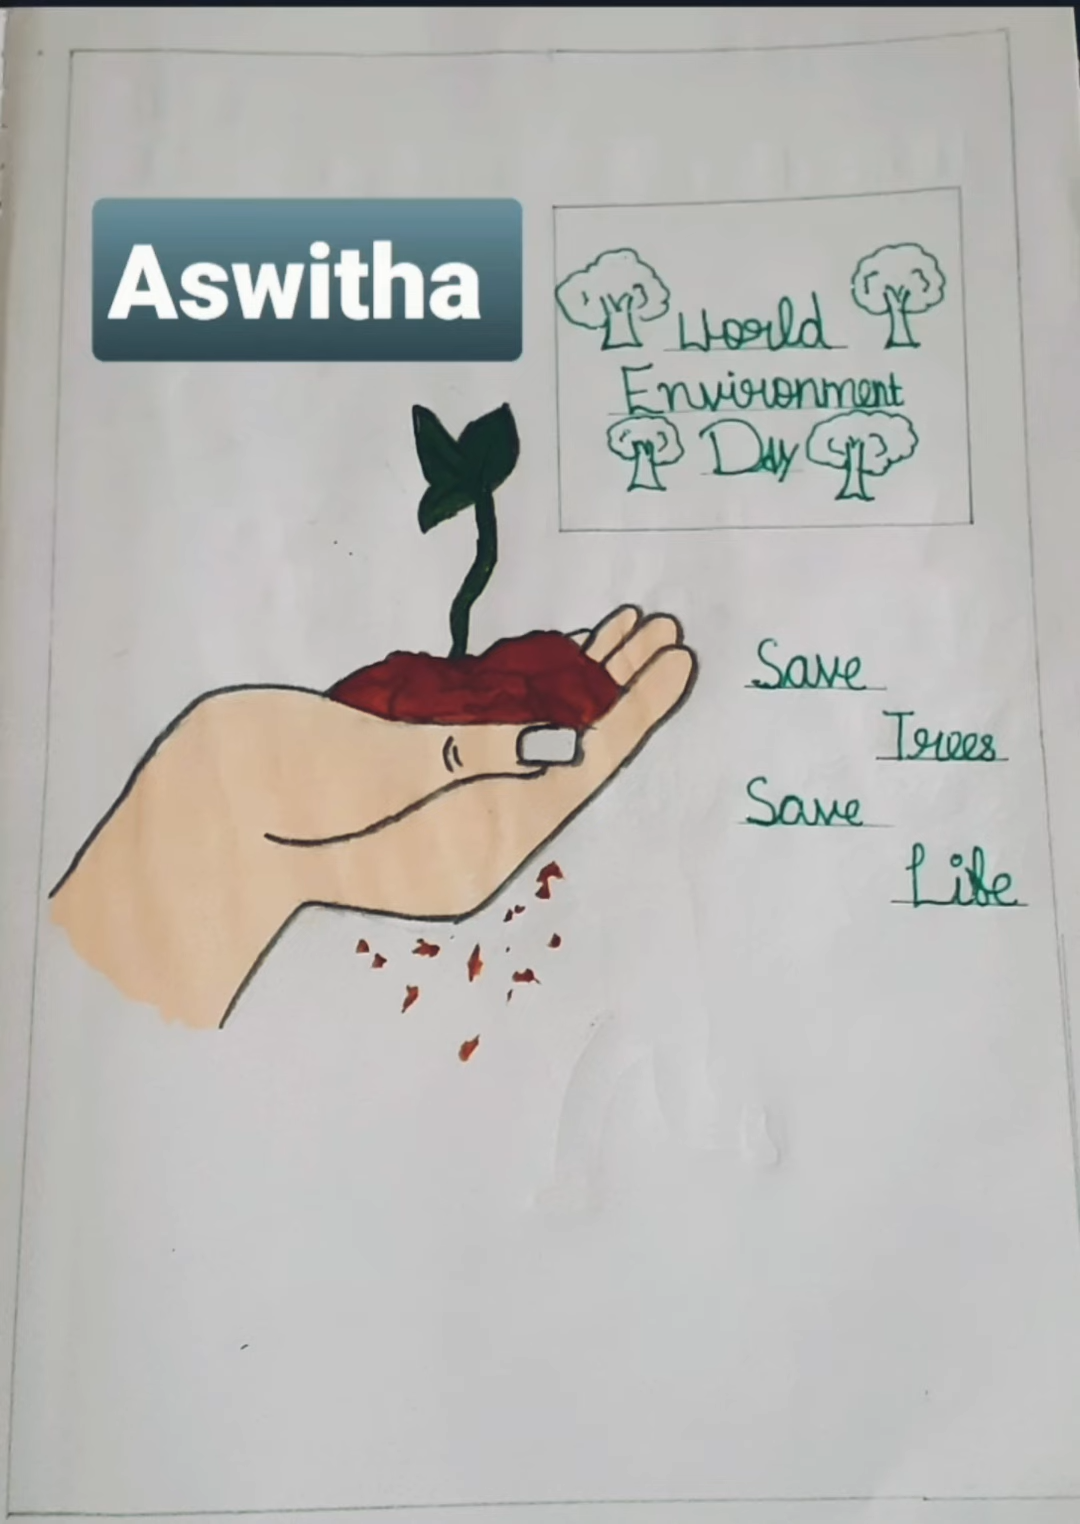 Aswitha
World
Environment
Day
Save
Trees
Save
Life